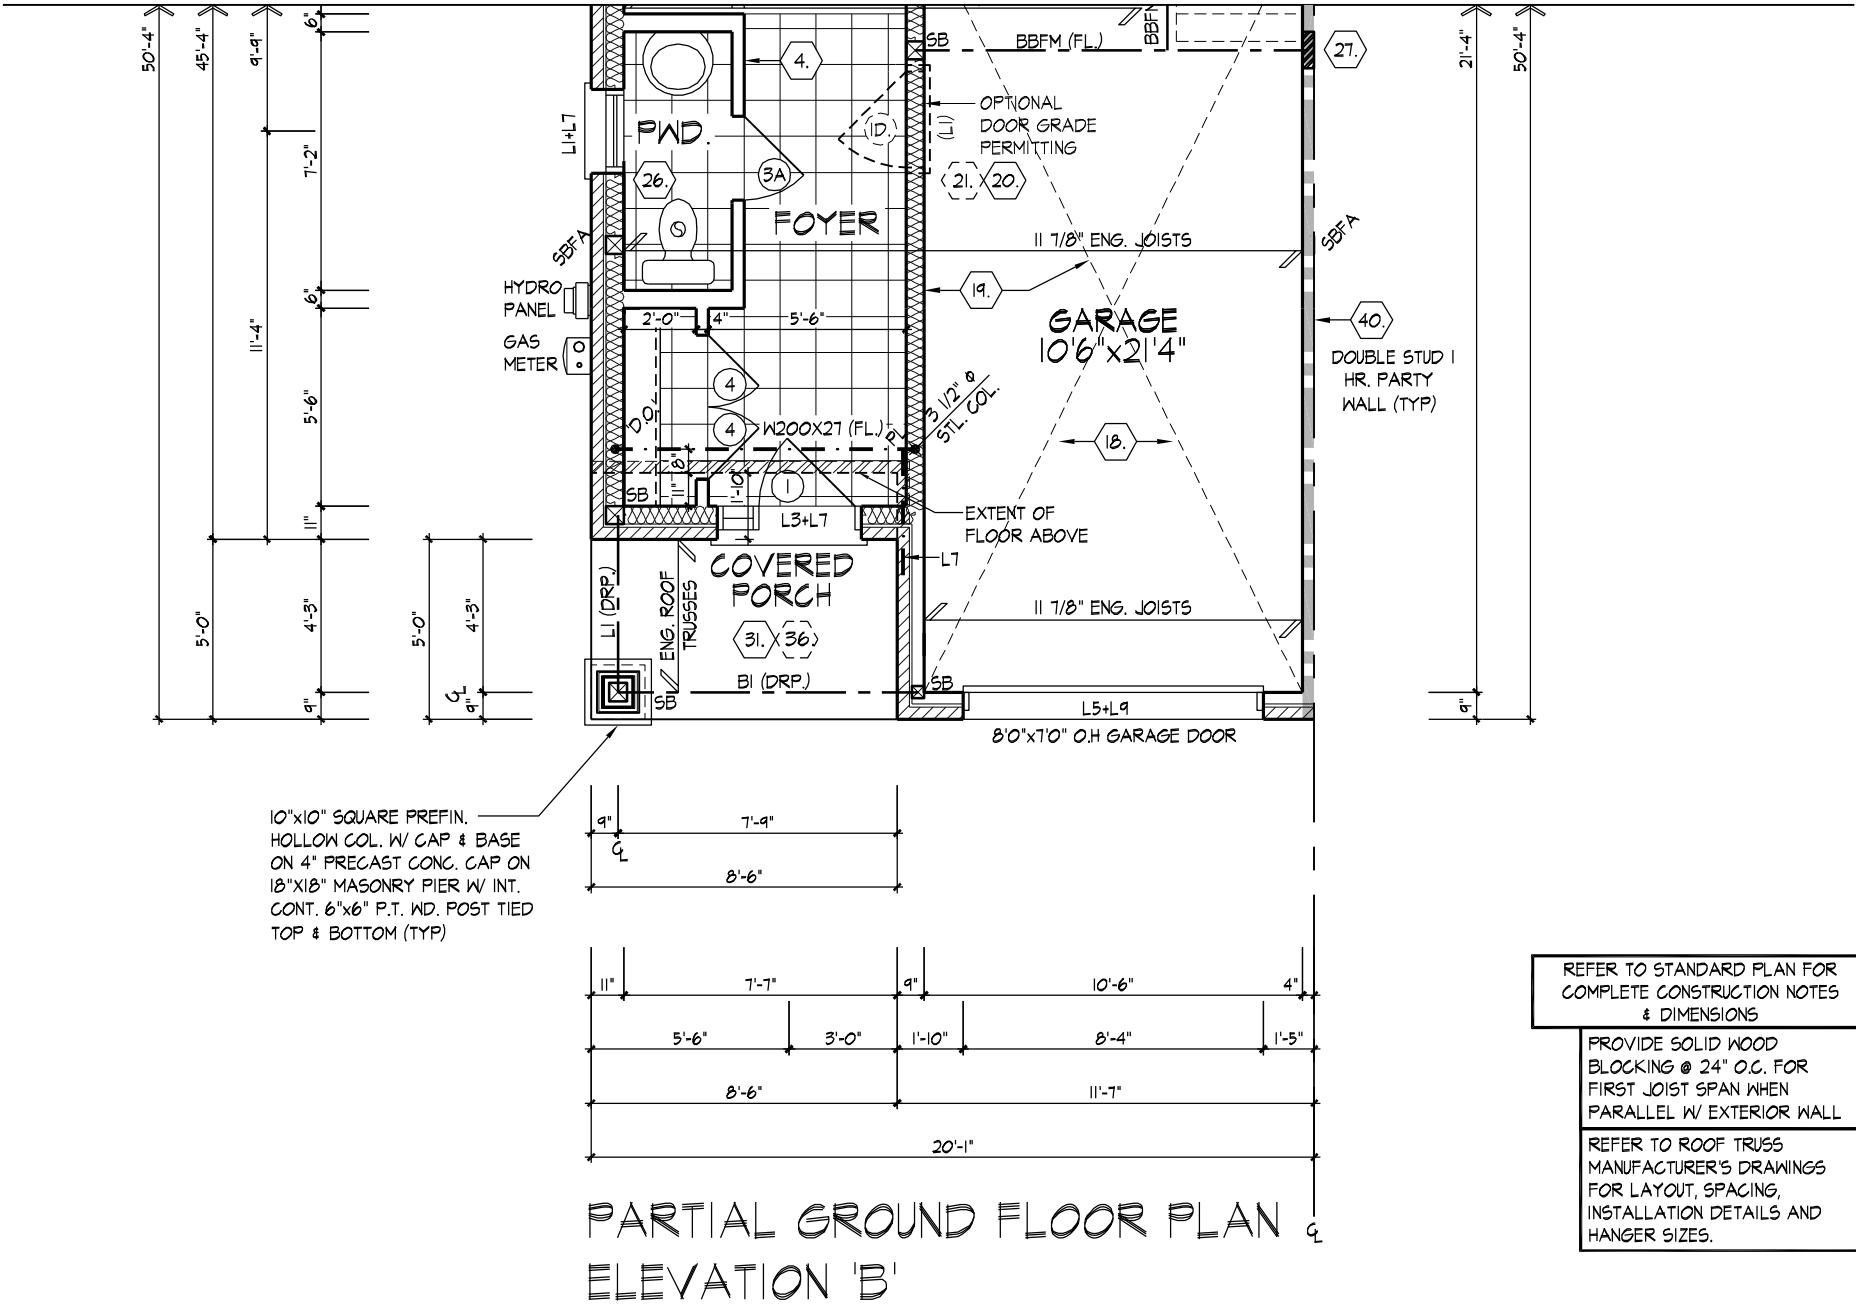 50'-4"
45'-4"
9'-9"
6"
7'-2"
6"
11'-4"
5'-6"
11"
5'-0"
4'-3"
9"
5'-0"
4'-3"
9"
℄
L1+L7
PWD.
26.
3A
4.
FOYER
SBFA
HYDRO
PANEL
GAS
METER
2'-0"
4"
5'-6"
D.O.
4
4
W200X27 (FL.)
PL
3 1/2" Ø
STL. COL.
8"
11"
1'-10"
1
SB
L3+L7
COVERED
PORCH
31.
36.
L1 (DRP.)
ENG. ROOF
TRUSSES
B1 (DRP.)
SB
SB
BBFM (FL.)
BBFM
27.
1D.
(L1)
OPTIONAL
DOOR GRADE
PERMITTING
21.
20.
11 7/8" ENG. JOISTS
SBFA
19.
GARAGE
10'6"x21'4"
40.
DOUBLE STUD 1
HR. PARTY
WALL (TYP)
18.
EXTENT OF
FLOOR ABOVE
L7
11 7/8" ENG. JOISTS
SB
L5+L9
8'0"x7'0" O.H GARAGE DOOR
21'-4"
50'-4"
9"
10"x10" SQUARE PREFIN.
HOLLOW COL. W/ CAP & BASE
ON 4" PRECAST CONC. CAP ON
18"X18" MASONRY PIER W/ INT.
CONT. 6"x6" P.T. WD. POST TIED
TOP & BOTTOM (TYP)
9"
7'-9"
℄
8'-6"
11"
7'-7"
9"
10'-6"
4"
5'-6"
3'-0"
1'-10"
8'-4"
1'-5"
8'-6"
11'-7"
20'-1"
PARTIAL GROUND FLOOR PLAN
℄
ELEVATION 'B'
REFER TO STANDARD PLAN FOR
COMPLETE CONSTRUCTION NOTES
& DIMENSIONS
PROVIDE SOLID WOOD
BLOCKING @ 24" O.C. FOR
FIRST JOIST SPAN WHEN
PARALLEL W/ EXTERIOR WALL
REFER TO ROOF TRUSS
MANUFACTURER'S DRAWINGS
FOR LAYOUT, SPACING,
INSTALLATION DETAILS AND
HANGER SIZES.